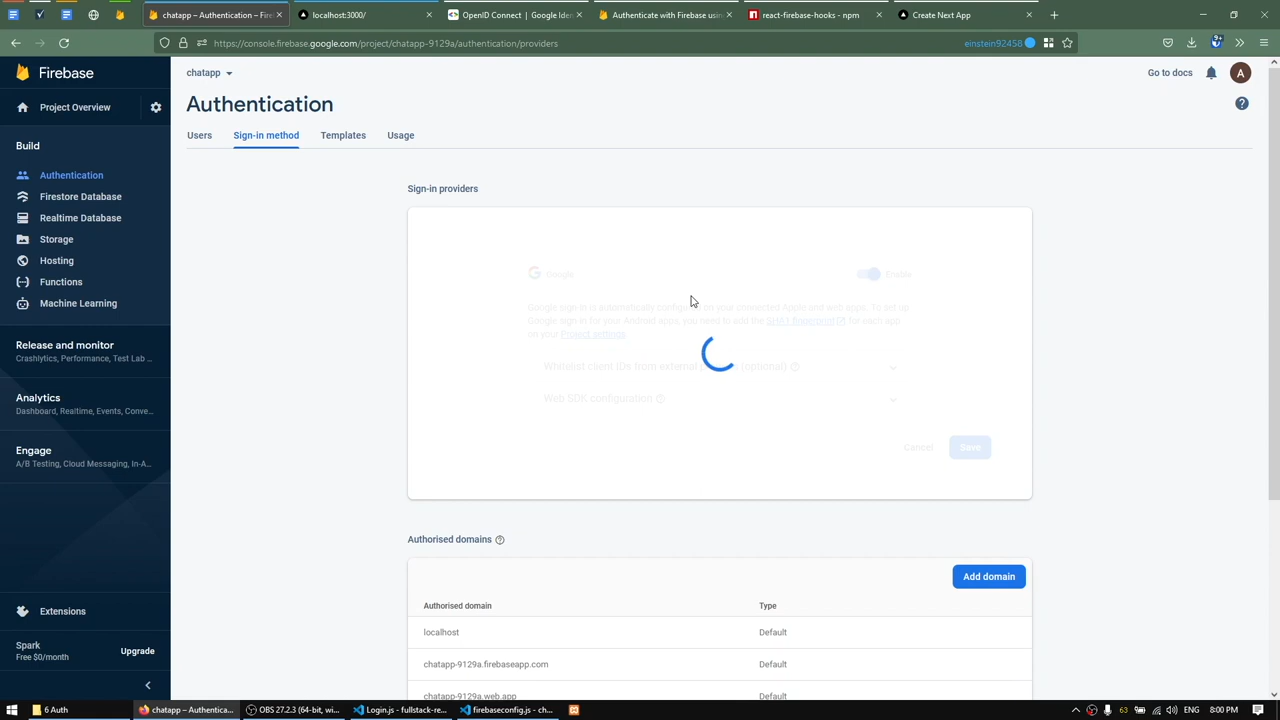 chatapp – Authentication
localhost:3000/
OpenID Connect | Google Iden
Authenticate with Firebase using
react-firebase-hooks - npm
Create Next App
https://console.firebase.google.com/project/chatapp-9129a/authentication/providers
einstein92458
Firebase
chatapp
Go to docs
A
Project Overview
Authentication
Users
Sign-in method
Templates
Usage
Build
Authentication
Firestore Database
Realtime Database
Storage
Hosting
Functions
Machine Learning
Release and monitor
Crashlytics, Performance, Test Lab ...
Analytics
Dashboard, Realtime, Events, Conve...
Engage
A/B Testing, Cloud Messaging, In-A...
Extensions
Spark
Free $0/month
Upgrade
Sign-in providers
Google
Enable
Google sign-in is automatically configured on your connected Apple and web apps. To set up
Google sign-in for your Android apps, you need to add the SHA1 fingerprint for each app
on your Project settings.
Whitelist client IDs from external (optional)
Web SDK configuration
Cancel
Save
Authorised domains
Add domain
Authorised domain
Type
localhost
Default
chatapp-9129a.firebaseapp.com
Default
chatapp-9129a.web.app
Default
6 Auth
chatapp – Authentica...
OBS 27.2.3 (64-bit, wi...
Login.js - fullstack-re...
firebaseconfig.js - ch...
63
ENG
8:00 PM